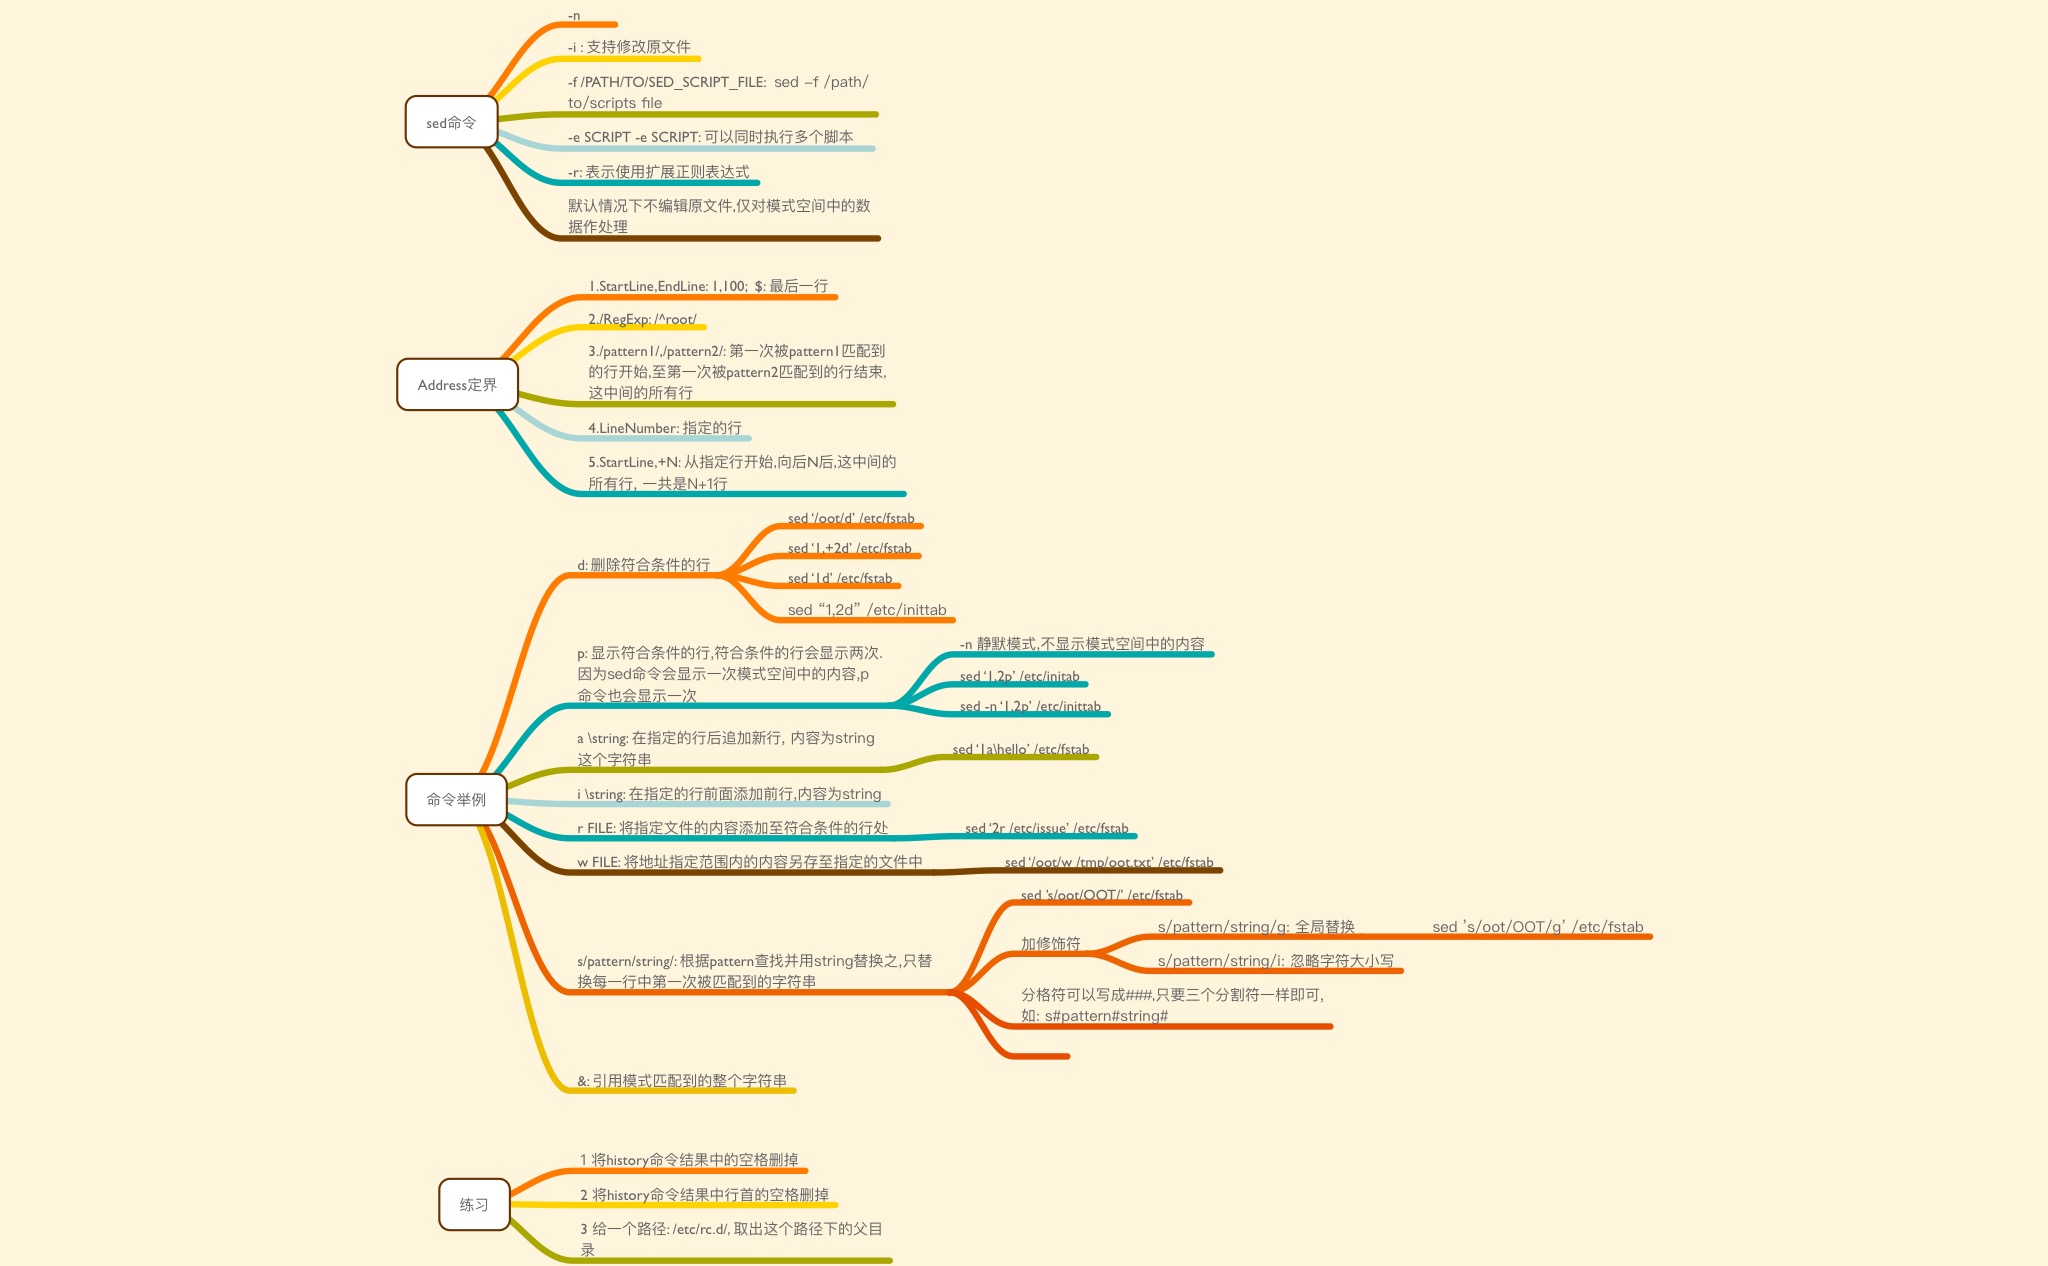 sed命令
-n
-i : 支持修改原文件
-f /PATH/TO/SED_SCRIPT_FILE:  sed –f /path/
to/scripts file
-e SCRIPT -e SCRIPT: 可以同时执行多个脚本
-r: 表示使用扩展正则表达式
默认情况下不编辑原文件,仅对模式空间中的数
据作处理
Address定界
1.StartLine,EndLine: 1,100;  $: 最后一行
2./RegExp: /^root/
3./pattern1/,/pattern2/: 第一次被pattern1匹配到
的行开始,至第一次被pattern2匹配到的行结束,
这中间的所有行
4.LineNumber: 指定的行
5.StartLine,+N: 从指定行开始,向后N后,这中间的
所有行, 一共是N+1行
命令举例
d: 删除符合条件的行
sed ‘/oot/d’ /etc/fstab
sed ‘1,+2d’ /etc/fstab
sed ‘1d’ /etc/fstab
sed “1,2d” /etc/inittab
p: 显示符合条件的行,符合条件的行会显示两次.
因为sed命令会显示一次模式空间中的内容,p
命令也会显示一次
-n 静默模式,不显示模式空间中的内容
sed ‘1,2p’ /etc/initab
sed -n ‘1,2p’ /etc/inittab
a \string: 在指定的行后追加新行, 内容为string
这个字符串
sed ‘1a\hello’ /etc/fstab
i \string: 在指定的行前面添加前行,内容为string
r FILE: 将指定文件的内容添加至符合条件的行处
sed ‘2r /etc/issue’ /etc/fstab
w FILE: 将地址指定范围内的内容另存至指定的文件中
sed ‘/oot/w /tmp/oot.txt’ /etc/fstab
s/pattern/string/: 根据pattern查找并用string替换之,只替
换每一行中第一次被匹配到的字符串
sed ’s/oot/OOT/’ /etc/fstab
加修饰符
s/pattern/string/g: 全局替换
sed ’s/oot/OOT/g’ /etc/fstab
s/pattern/string/i: 忽略字符大小写
分格符可以写成###,只要三个分割符一样即可,
如: s#pattern#string#
&: 引用模式匹配到的整个字符串
练习
1 将history命令结果中的空格删掉
2 将history命令结果中行首的空格删掉
3 给一个路径: /etc/rc.d/, 取出这个路径下的父目
录